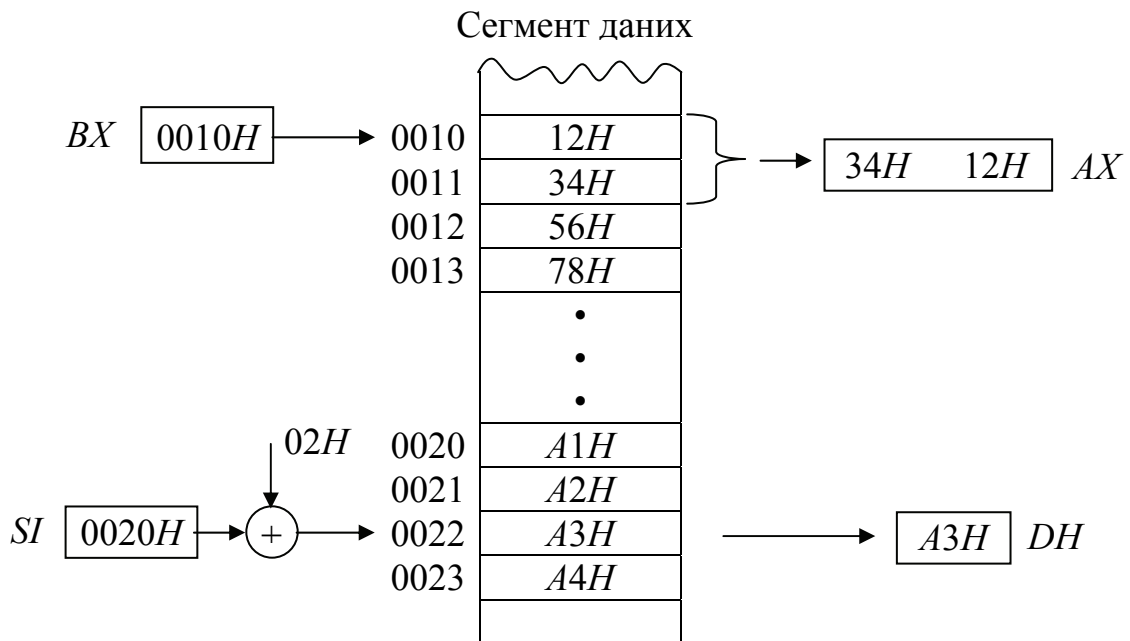 Сегмент даних
BX 0010H 0010 12H 34H 12H AX
0011 34H
0012 56H
0013 78H
02H 0020 A1H
0021 A2H
SI 0020H + 0022 A3H A3H DH
0023 A4H